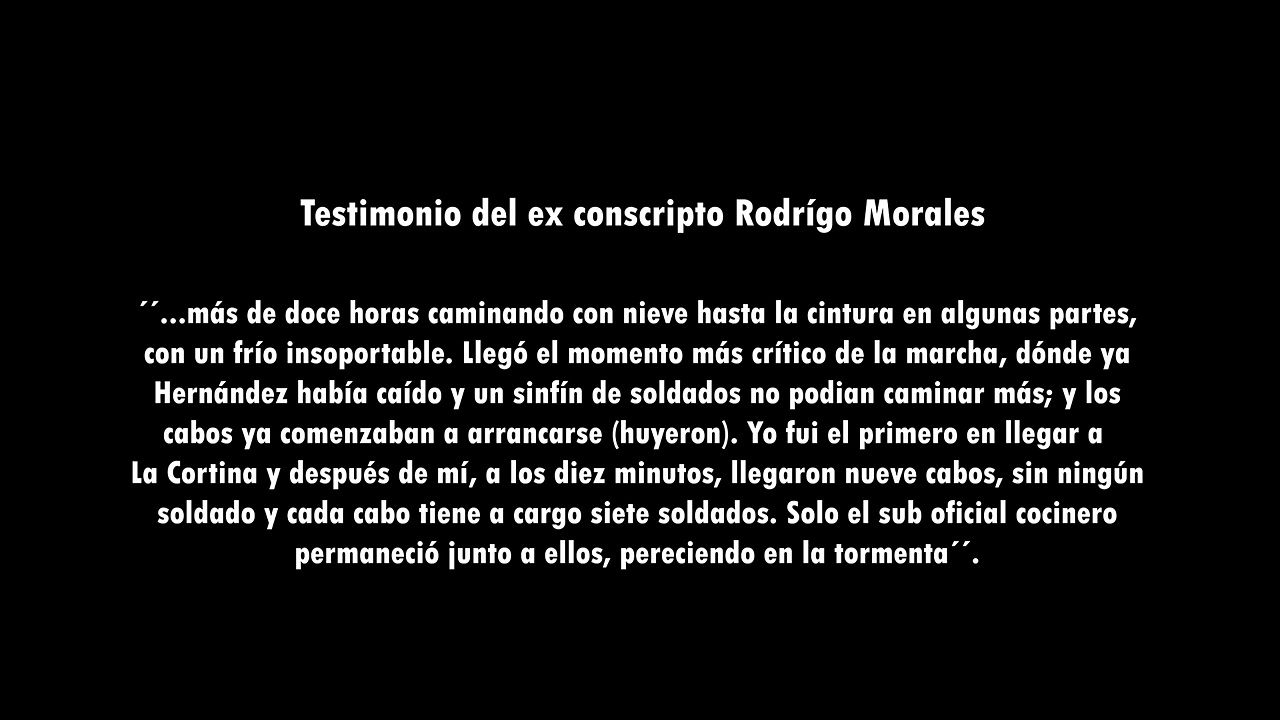 Testimonio del ex conscripto Rodrígo Morales
´´...más de doce horas caminando con nieve hasta la cintura en algunas partes,
con un frío insoportable. Llegó el momento más crítico de la marcha, dónde ya
Hernández había caído y un sinfín de soldados no podian caminar más; y los
cabos ya comenzaban a arrancarse (huyeron). Yo fui el primero en llegar a
La Cortina y después de mí, a los diez minutos, llegaron nueve cabos, sin ningún
soldado y cada cabo tiene a cargo siete soldados. Solo el sub oficial cocinero
permaneció junto a ellos, pereciendo en la tormenta´´.